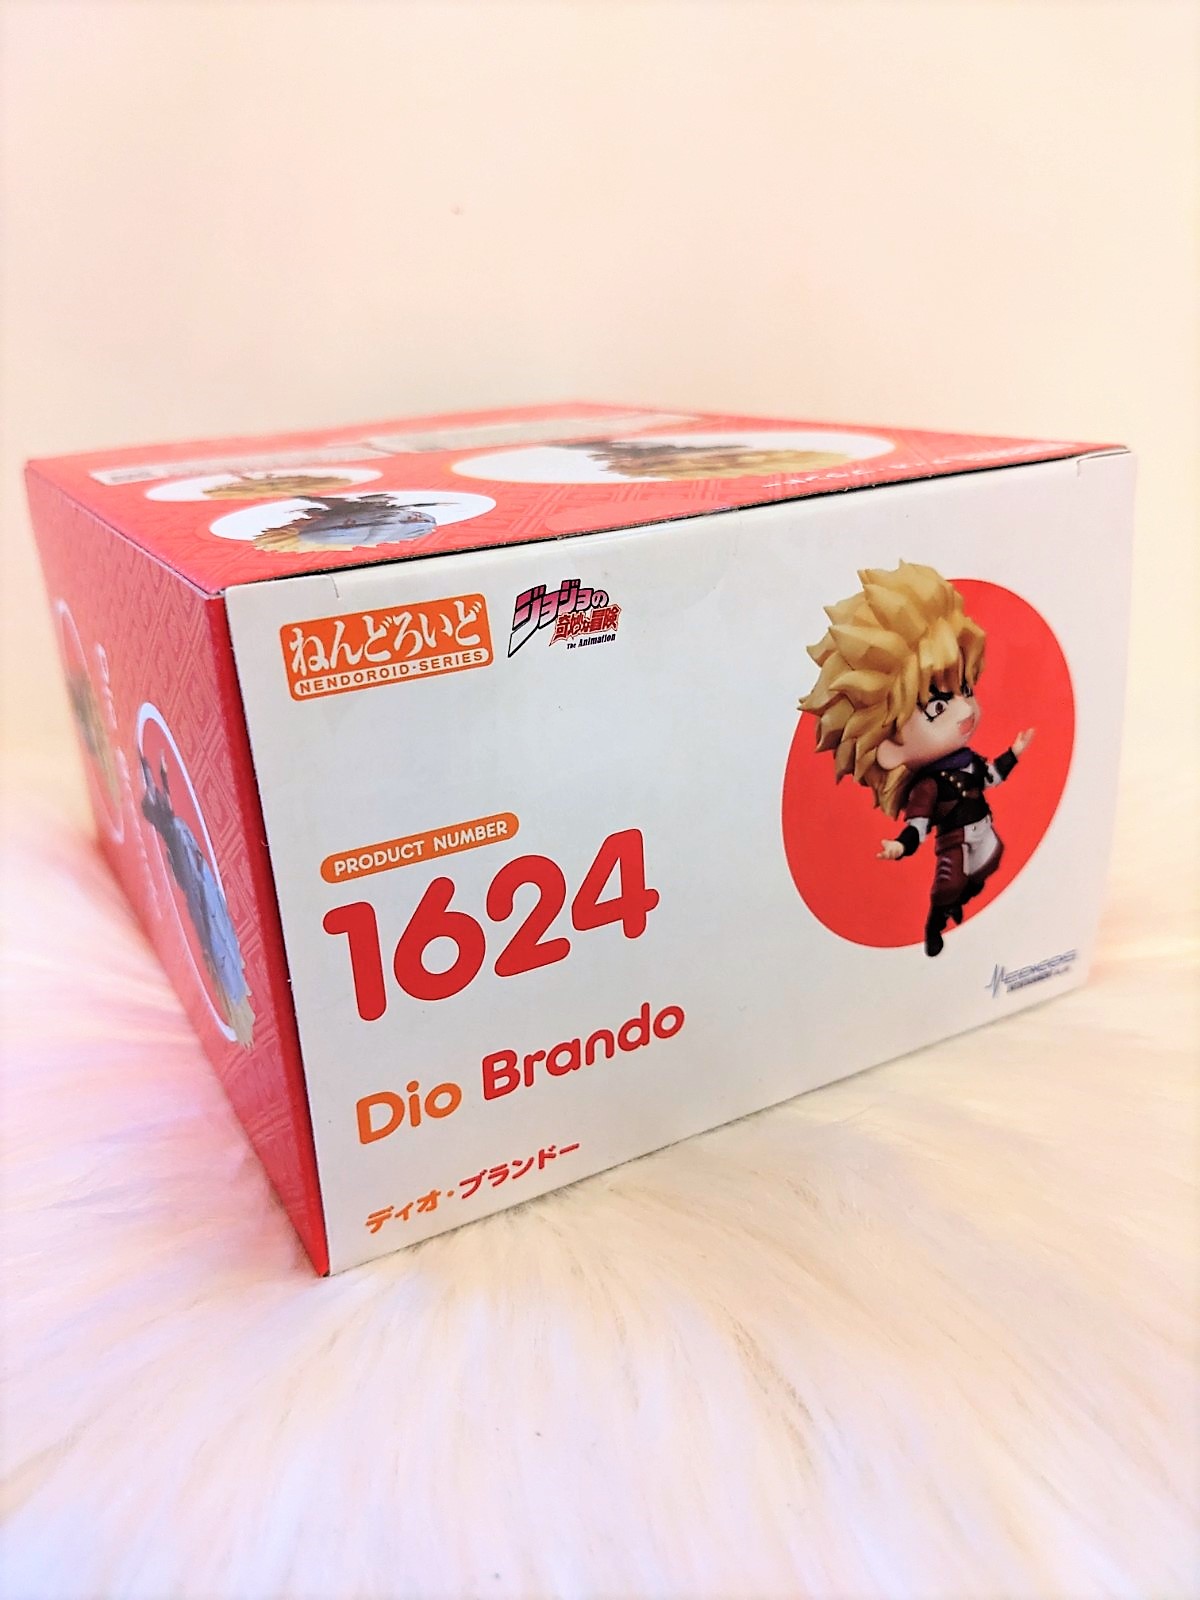 ねんどろいど
NENDOROID·SERIES
ジョジョの
奇妙な冒険
The Animation
PRODUCT NUMBER
1624
Dio Brando
ディオ・ブランドー